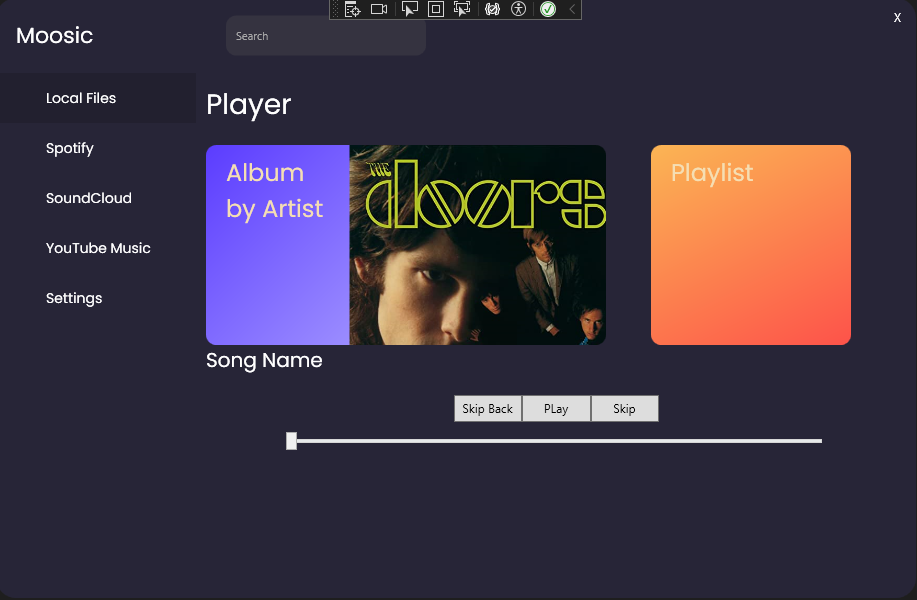 Moosic
Search
X
Local Files
Spotify
SoundCloud
YouTube Music
Settings
Player
Album
by Artist
THE
doors
Playlist
Song Name
Skip Back
PLay
Skip